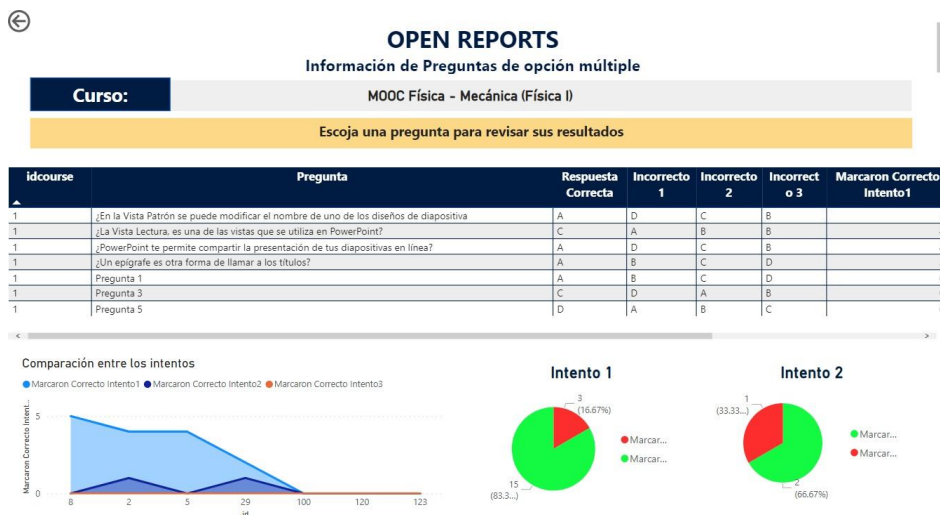 OPEN REPORTS
Información de Preguntas de opción múltiple
Curso: MOOC Física - Mecánica (Física I)
Escoja una pregunta para revisar sus resultados
idcourse Pregunta Respuesta Correcta Incorrecto 1 Incorrecto 2 Incorrect o 3 Marcaron Correcto Intento1
1 ¿En la Vista Patrón se puede modificar el nombre de uno de los diseños de diapositiva A D C B
1 ¿La Vista Lectura, es una de las vistas que se utiliza en PowerPoint? C A B B
1 ¿PowerPoint te permite compartir la presentación de tus diapositivas en línea? A D C B
1 ¿Un epígrafe es otra forma de llamar a los títulos? A B C D
1 Pregunta 1 A B C D
1 Pregunta 3 C D A B
1 Pregunta 5 D A B C
Comparación entre los intentos
Marcaron Correcto Intento1 Marcaron Correcto Intento2 Marcaron Correcto Intento3
Marcaron Correcto Intent...
5
0
8 2 5 29 100 120 123
id
Intento 1
3
(16.67%)
15
(83.3...)
Marcar...
Marcar...
Intento 2
1
(33.33...)
2
(66.67%)
Marcar...
Marcar...